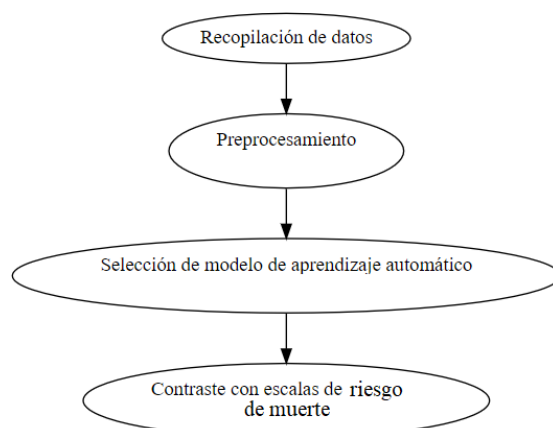 Recopilación de datos
Preprocesamiento
Selección de modelo de aprendizaje automático
Contraste con escalas de riesgo
de muerte